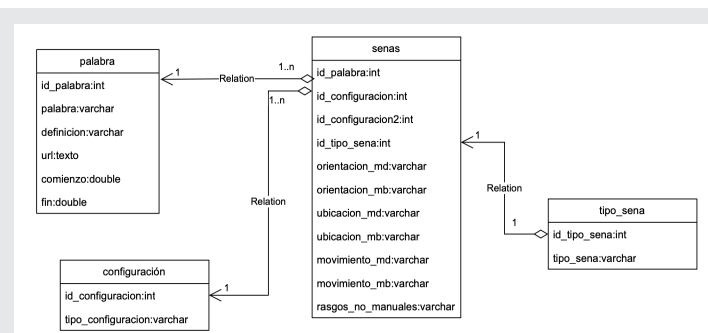 palabra
id_palabra:int
palabra:varchar
definicion:varchar
url:texto
comienzo:double
fin:double
1
Relation
1..n
1..n
senas
id_palabra:int
id_configuracion:int
id_configuracion2:int
id_tipo_sena:int
orientacion_md:varchar
orientacion_mb:varchar
ubicacion_md:varchar
ubicacion_mb:varchar
movimiento_md:varchar
movimiento_mb:varchar
rasgos_no_manuales:varchar
1
Relation
1
tipo_sena
id_tipo_sena:int
tipo_sena:varchar
Relation
1
configuración
id_configuracion:int
tipo_configuracion:varchar